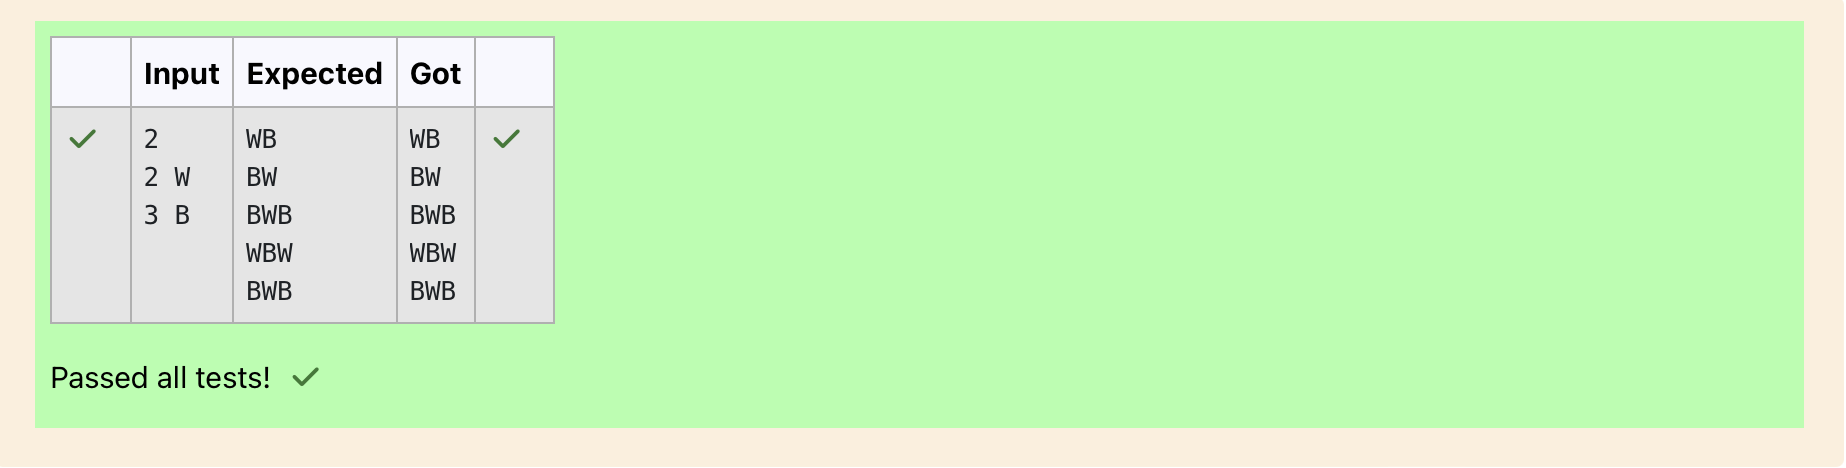 Input Expected Got
2 WB WB
2 W BW BW
3 B BWB BWB
WBW WBW
BWB BWB
Passed all tests!